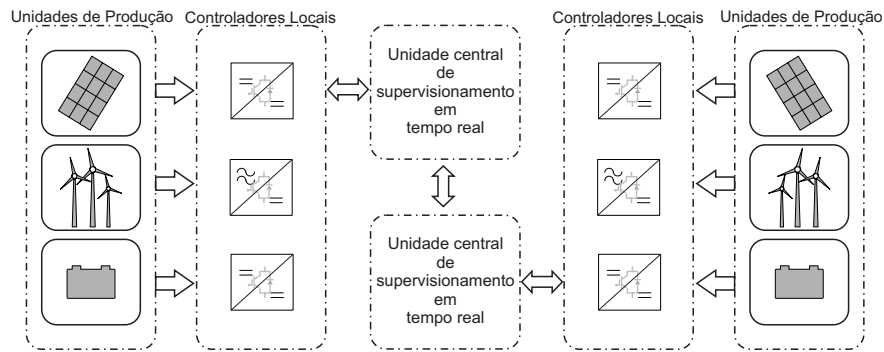 Unidades de Produção
Controladores Locais
Controladores Locais
Unidades de Produção
Unidade central
de
supervisionamento
em
tempo real
Unidade central
de
supervisionamento
em
tempo real